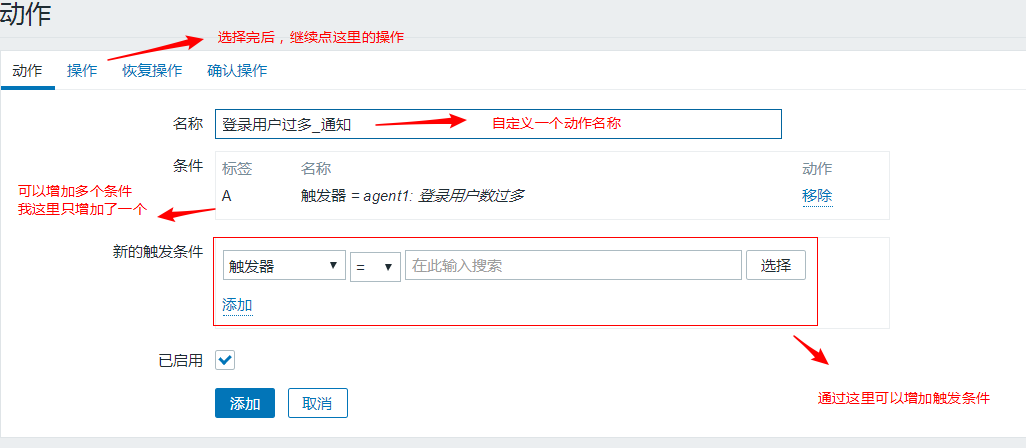 动作
选择完后，继续点这里的操作
动作 操作 恢复操作 确认操作
名称 登录用户过多_通知 自定义一个动作名称
条件 标签 名称 动作
A 触发器 = agent1: 登录用户数过多 移除
可以增加多个条件
我这里只增加了一个
新的触发条件 触发器 = 在此输入搜索 选择
添加
已启用
通过这里可以增加触发条件
添加 取消